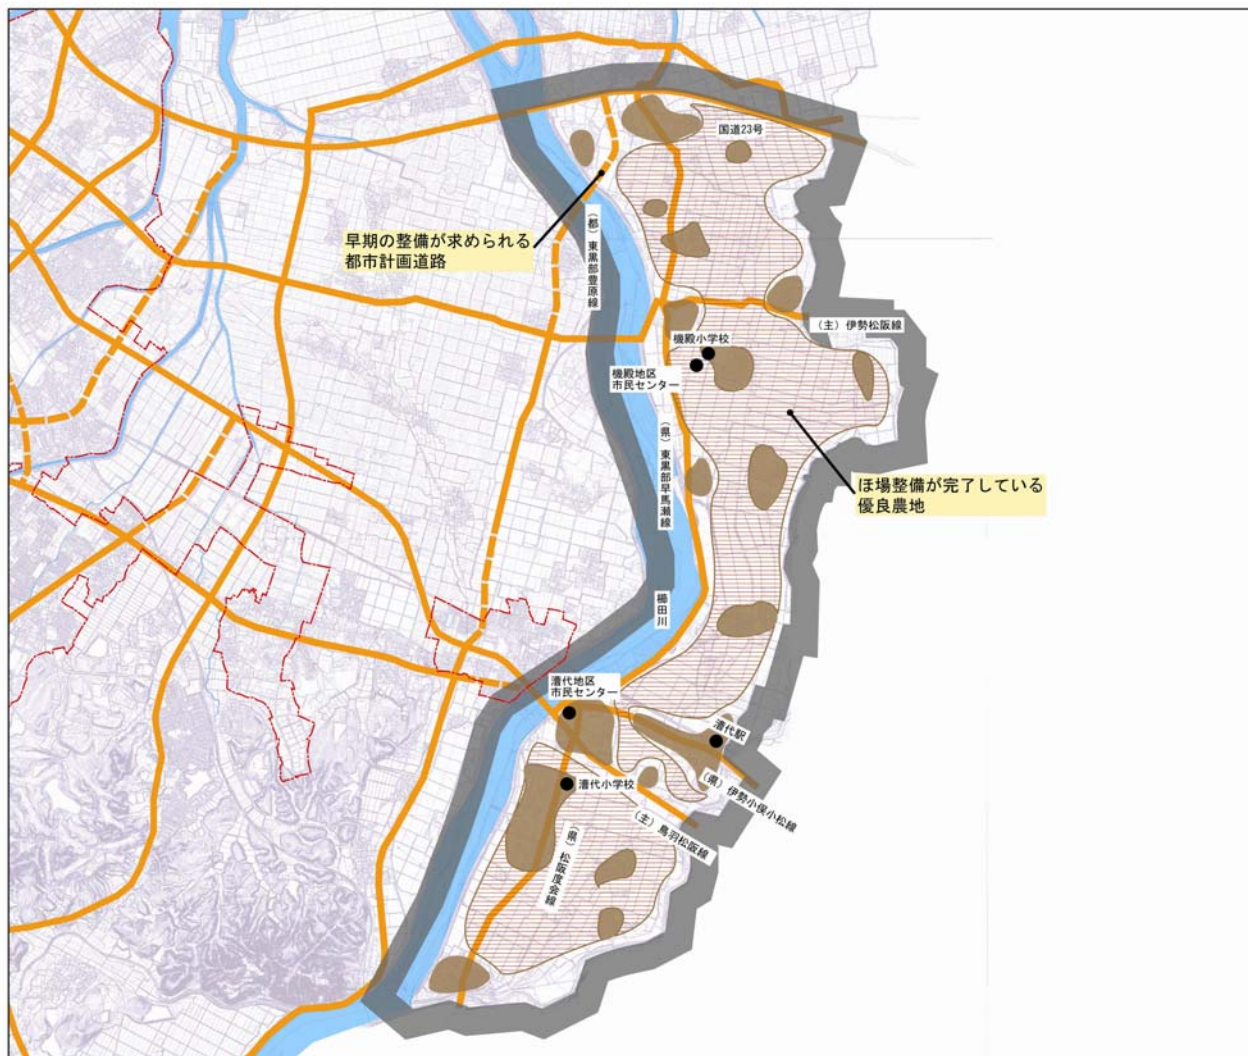 国道23号
早期の整備が求められる
都市計画道路
（都）東黒部豊原線
（主）伊勢松阪線
機殿小学校
機殿地区
市民センター
（県）東黒部早馬瀬線
ほ場整備が完了している
優良農地
櫛田川
漕代地区
市民センター
漕代駅
（県）伊勢小俣小松線
漕代小学校
（主）鳥羽松阪線
（県）松阪度会線